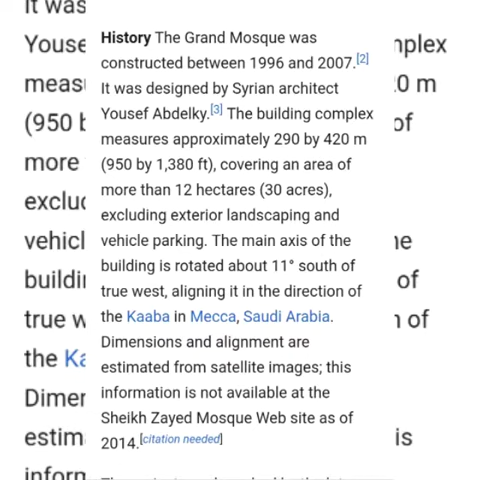 History The Grand Mosque was
constructed between 1996 and 2007.[2]
It was designed by Syrian architect
Yousef Abdelky.[3] The building complex
measures approximately 290 by 420 m
(950 by 1,380 ft), covering an area of
more than 12 hectares (30 acres),
excluding exterior landscaping and
vehicle parking. The main axis of the
building is rotated about 11° south of
true west, aligning it in the direction of
the Kaaba in Mecca, Saudi Arabia.
Dimensions and alignment are
estimated from satellite images; this
information is not available at the
Sheikh Zayed Mosque Web site as of
2014.[citation needed]